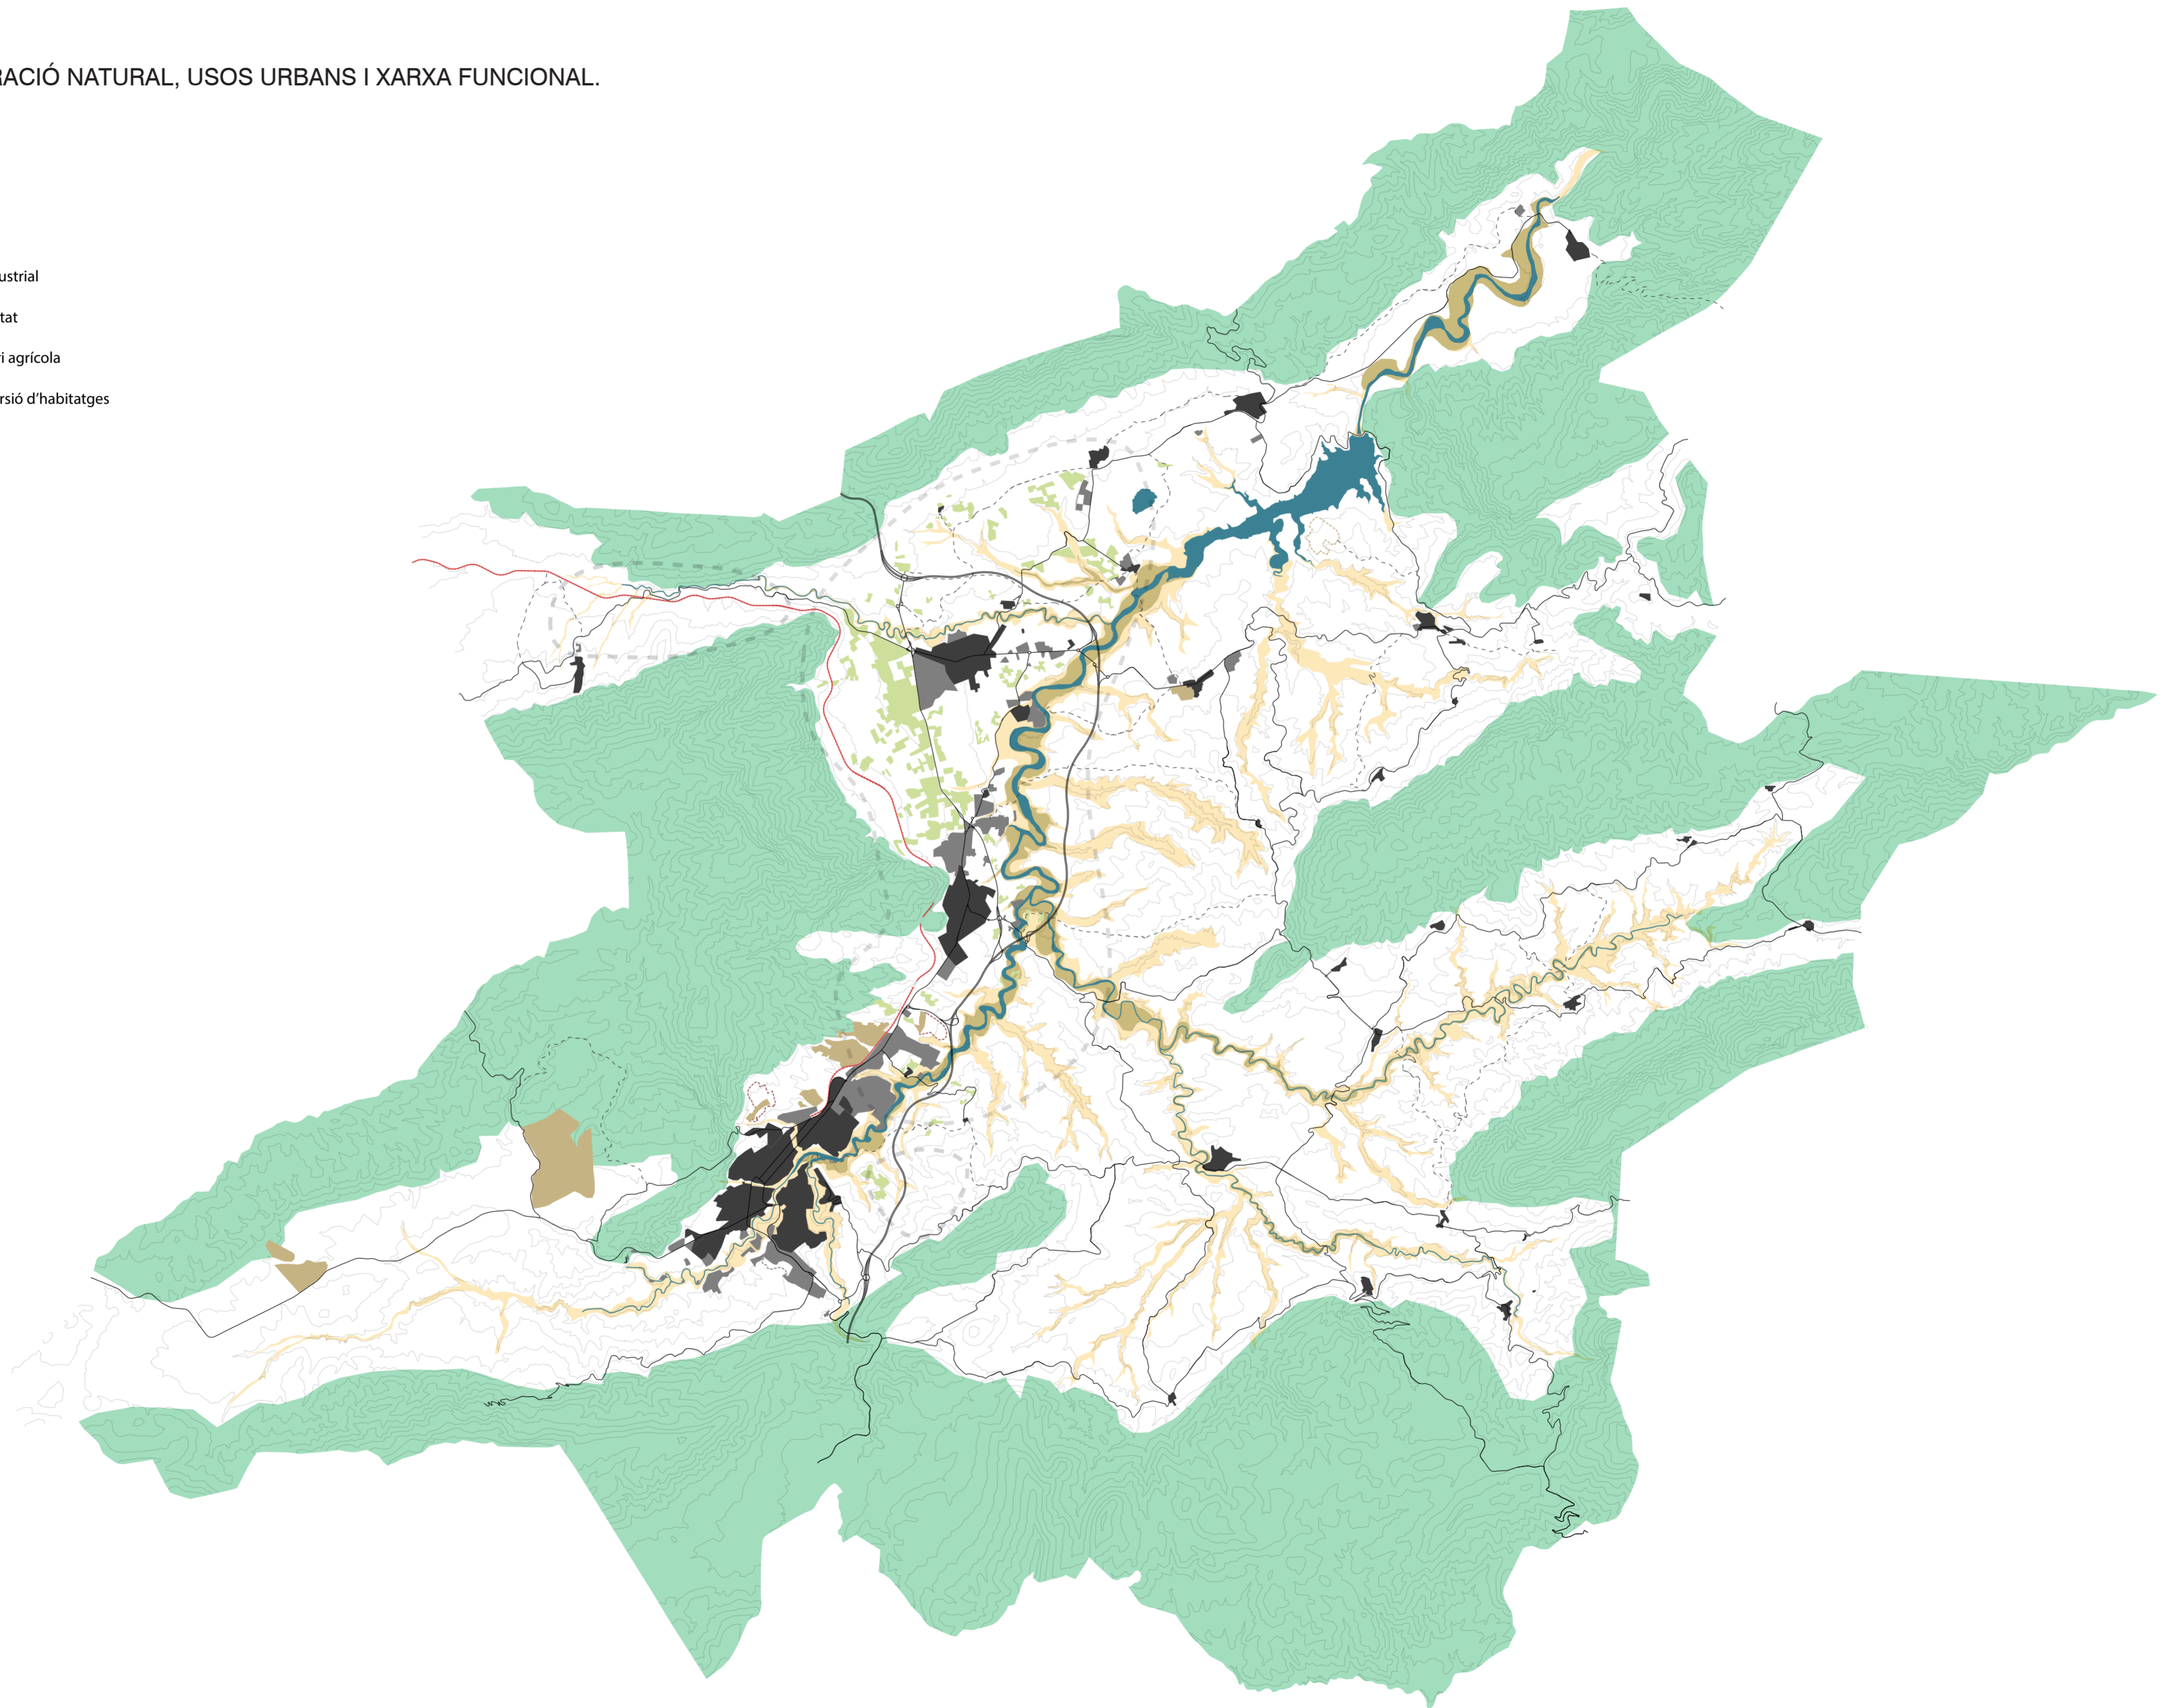 RACIÓ NATURAL, USOS URBANS I XARXA FUNCIONAL.
ustrial
tat
i agrícola
rsió d'habitatges